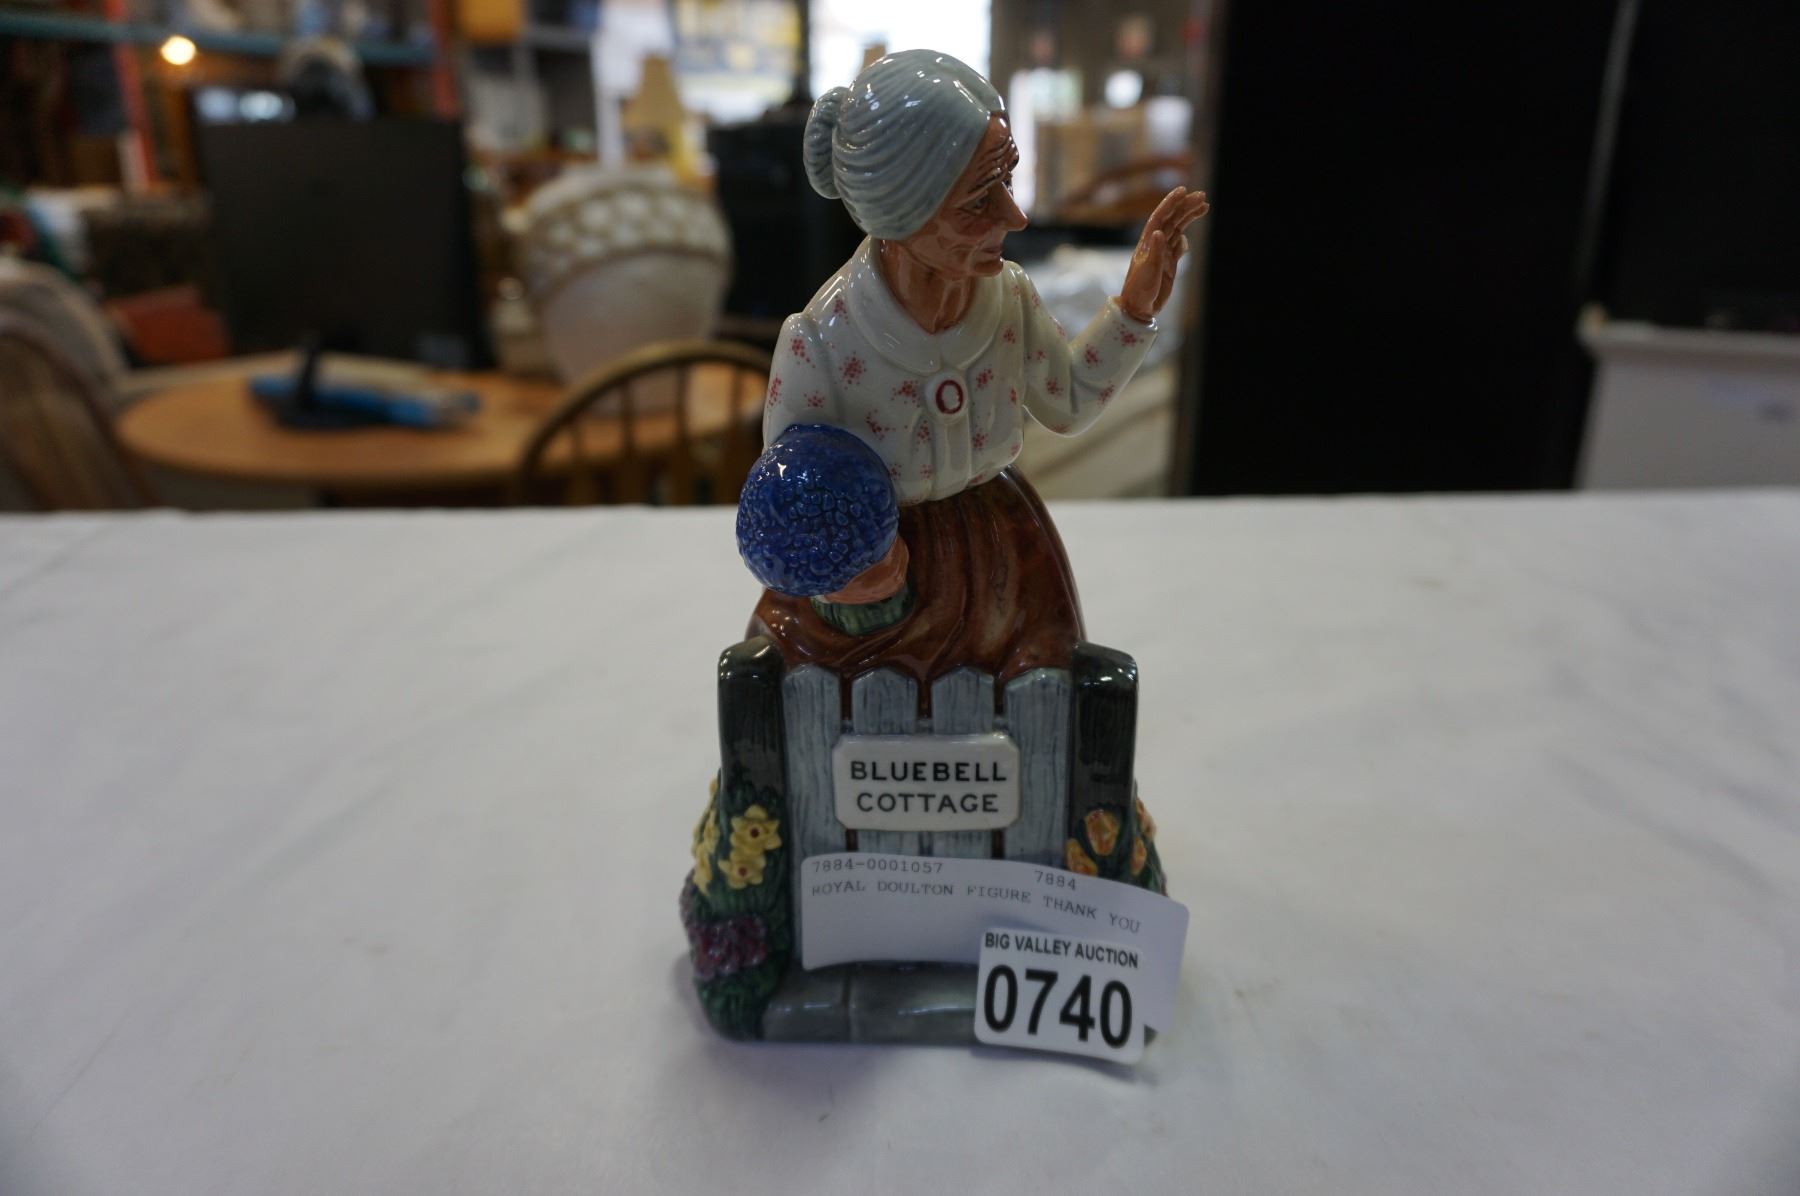 BLUEBELL
COTTAGE
7884-0001057 7884
ROYAL DOULTON FIGURE THANK YOU
BIG VALLEY AUCTION
0740